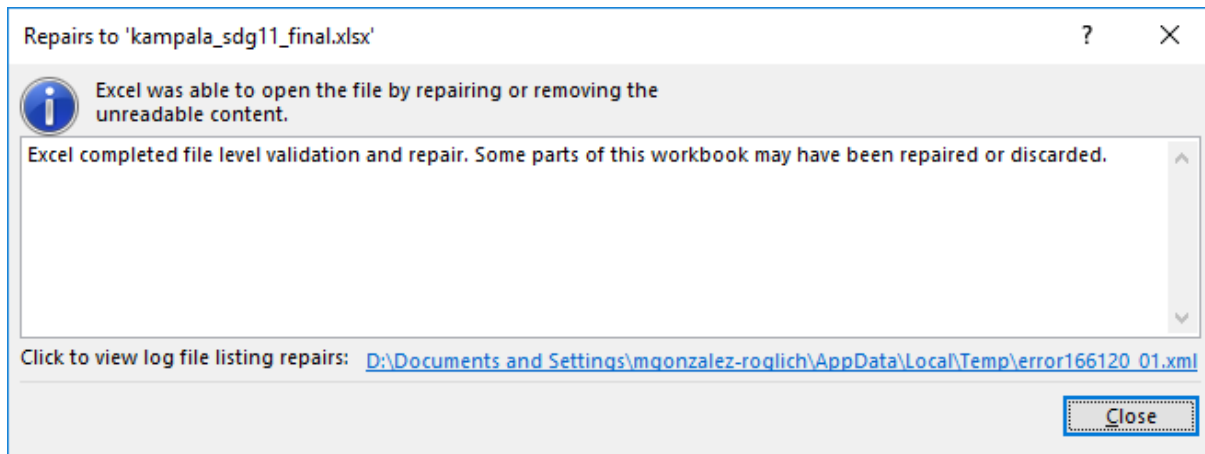 Repairs to 'kampala_sdg11_final.xlsx'
?
Excel was able to open the file by repairing or removing the
unreadable content.
Excel completed file level validation and repair. Some parts of this workbook may have been repaired or discarded.
Click to view log file listing repairs: D:\Documents and Settings\mgonzalez-roglich\AppData\Local\Temp\error166120_01.xml
Close